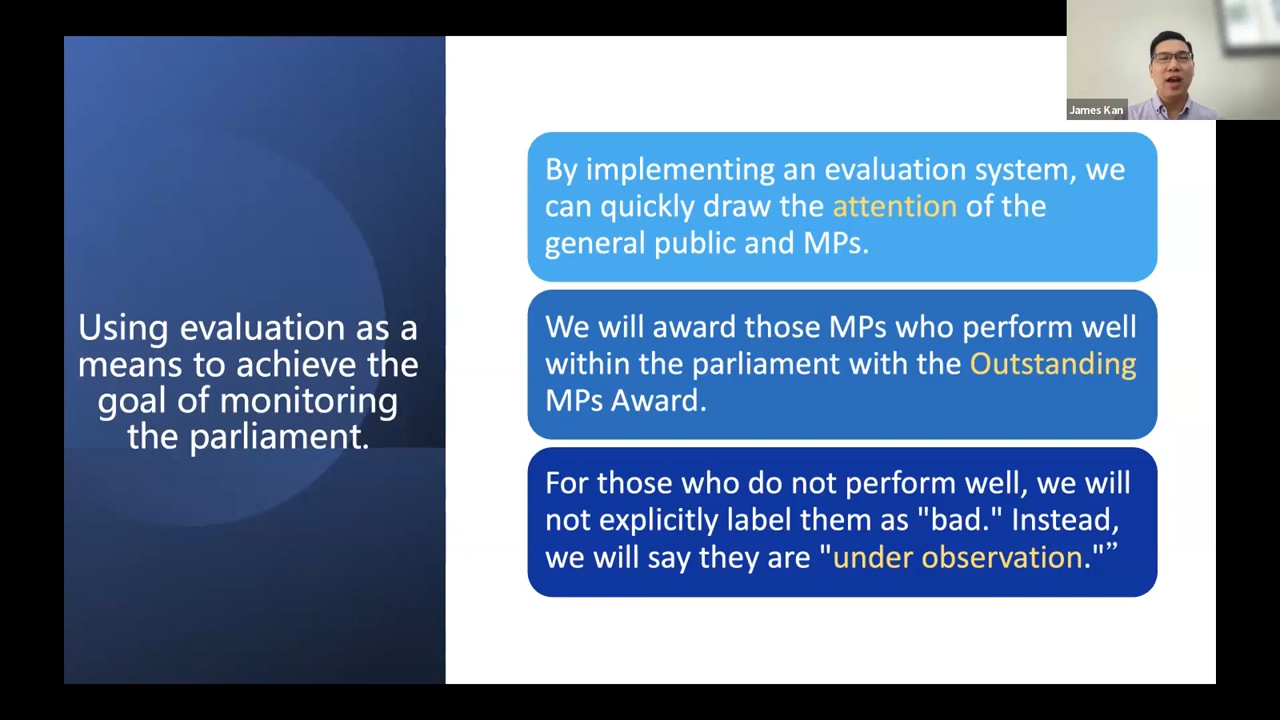 James Kan
Using evaluation as a
means to achieve the
goal of monitoring
the parliament.
By implementing an evaluation system, we
can quickly draw the attention of the
general public and MPs.
We will award those MPs who perform well
within the parliament with the Outstanding
MPs Award.
For those who do not perform well, we will
not explicitly label them as "bad." Instead,
we will say they are "under observation."”